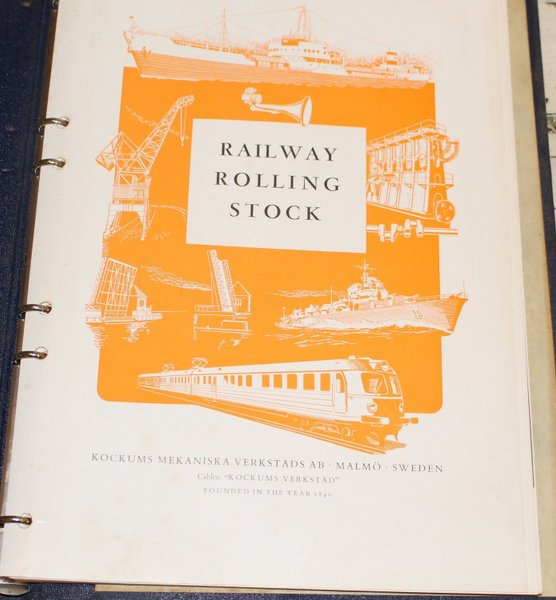 RAILWAY
ROLLING
STOCK
KOCKUMS MEKANISKA VERKSTADS AB · MALMÖ · SWEDEN
Cables: "KOCKUMS VERKSTAD"
FOUNDED IN THE YEAR 1840